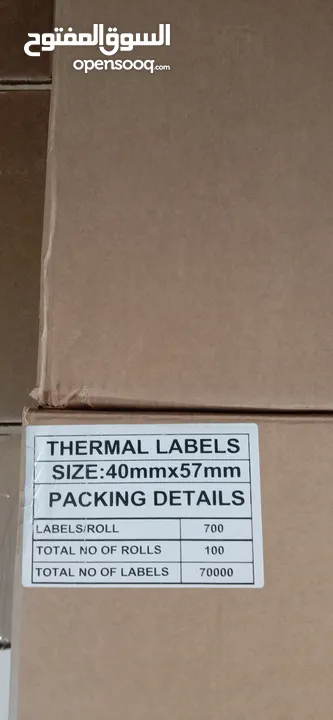 السوق المفتوح
opensooq.com
THERMAL LABELS
SIZE:40mmx57mm
PACKING DETAILS
LABELS/ROLL 700
TOTAL NO OF ROLLS 100
TOTAL NO OF LABELS 70000